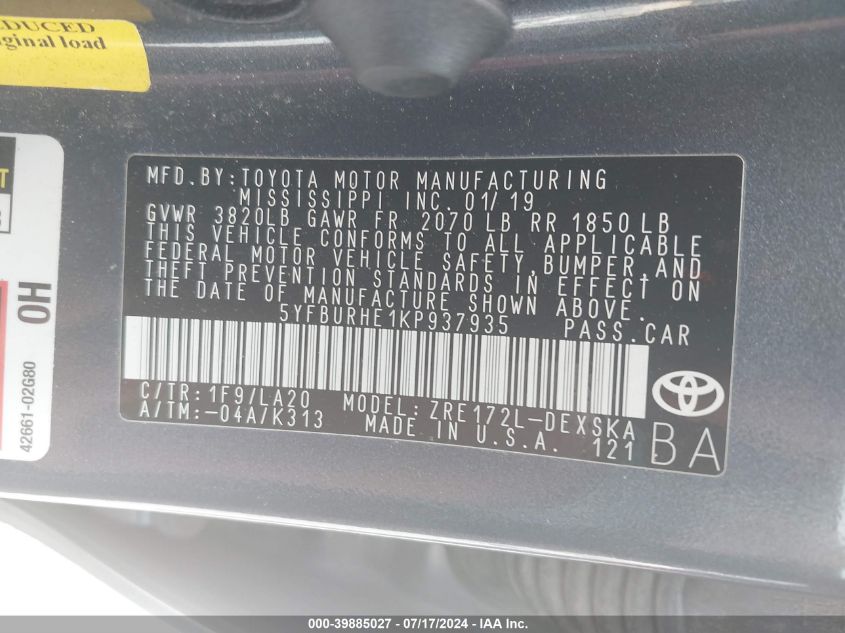 EDUCED
original load
T
OH
42661-02G80
MFD.BY:TOYOTA MOTOR MANUFACTURING
MISSISSIPPI INC. 01/19
GVWR 3820LB GAWR FR 2070 LB RR 1850 LB
THIS VEHICLE CONFORMS TO ALL APPLICABLE
FEDERAL MOTOR VEHICLE SAFETY,BUMPER,AND
THEFT PREVENTION STANDARDS IN EFFECT ON
THE DATE OF MANUFACTURE SHOWN ABOVE.
5YFBURHE1KP937935 PASS.CAR
C/TR:1F9/LA20 MODEL:ZRE172L-DEXSKA
A/TM:-04A/K313 MADE IN U.S.A. 121
BA
000-39885027 - 07/17/2024 - IAA Inc.